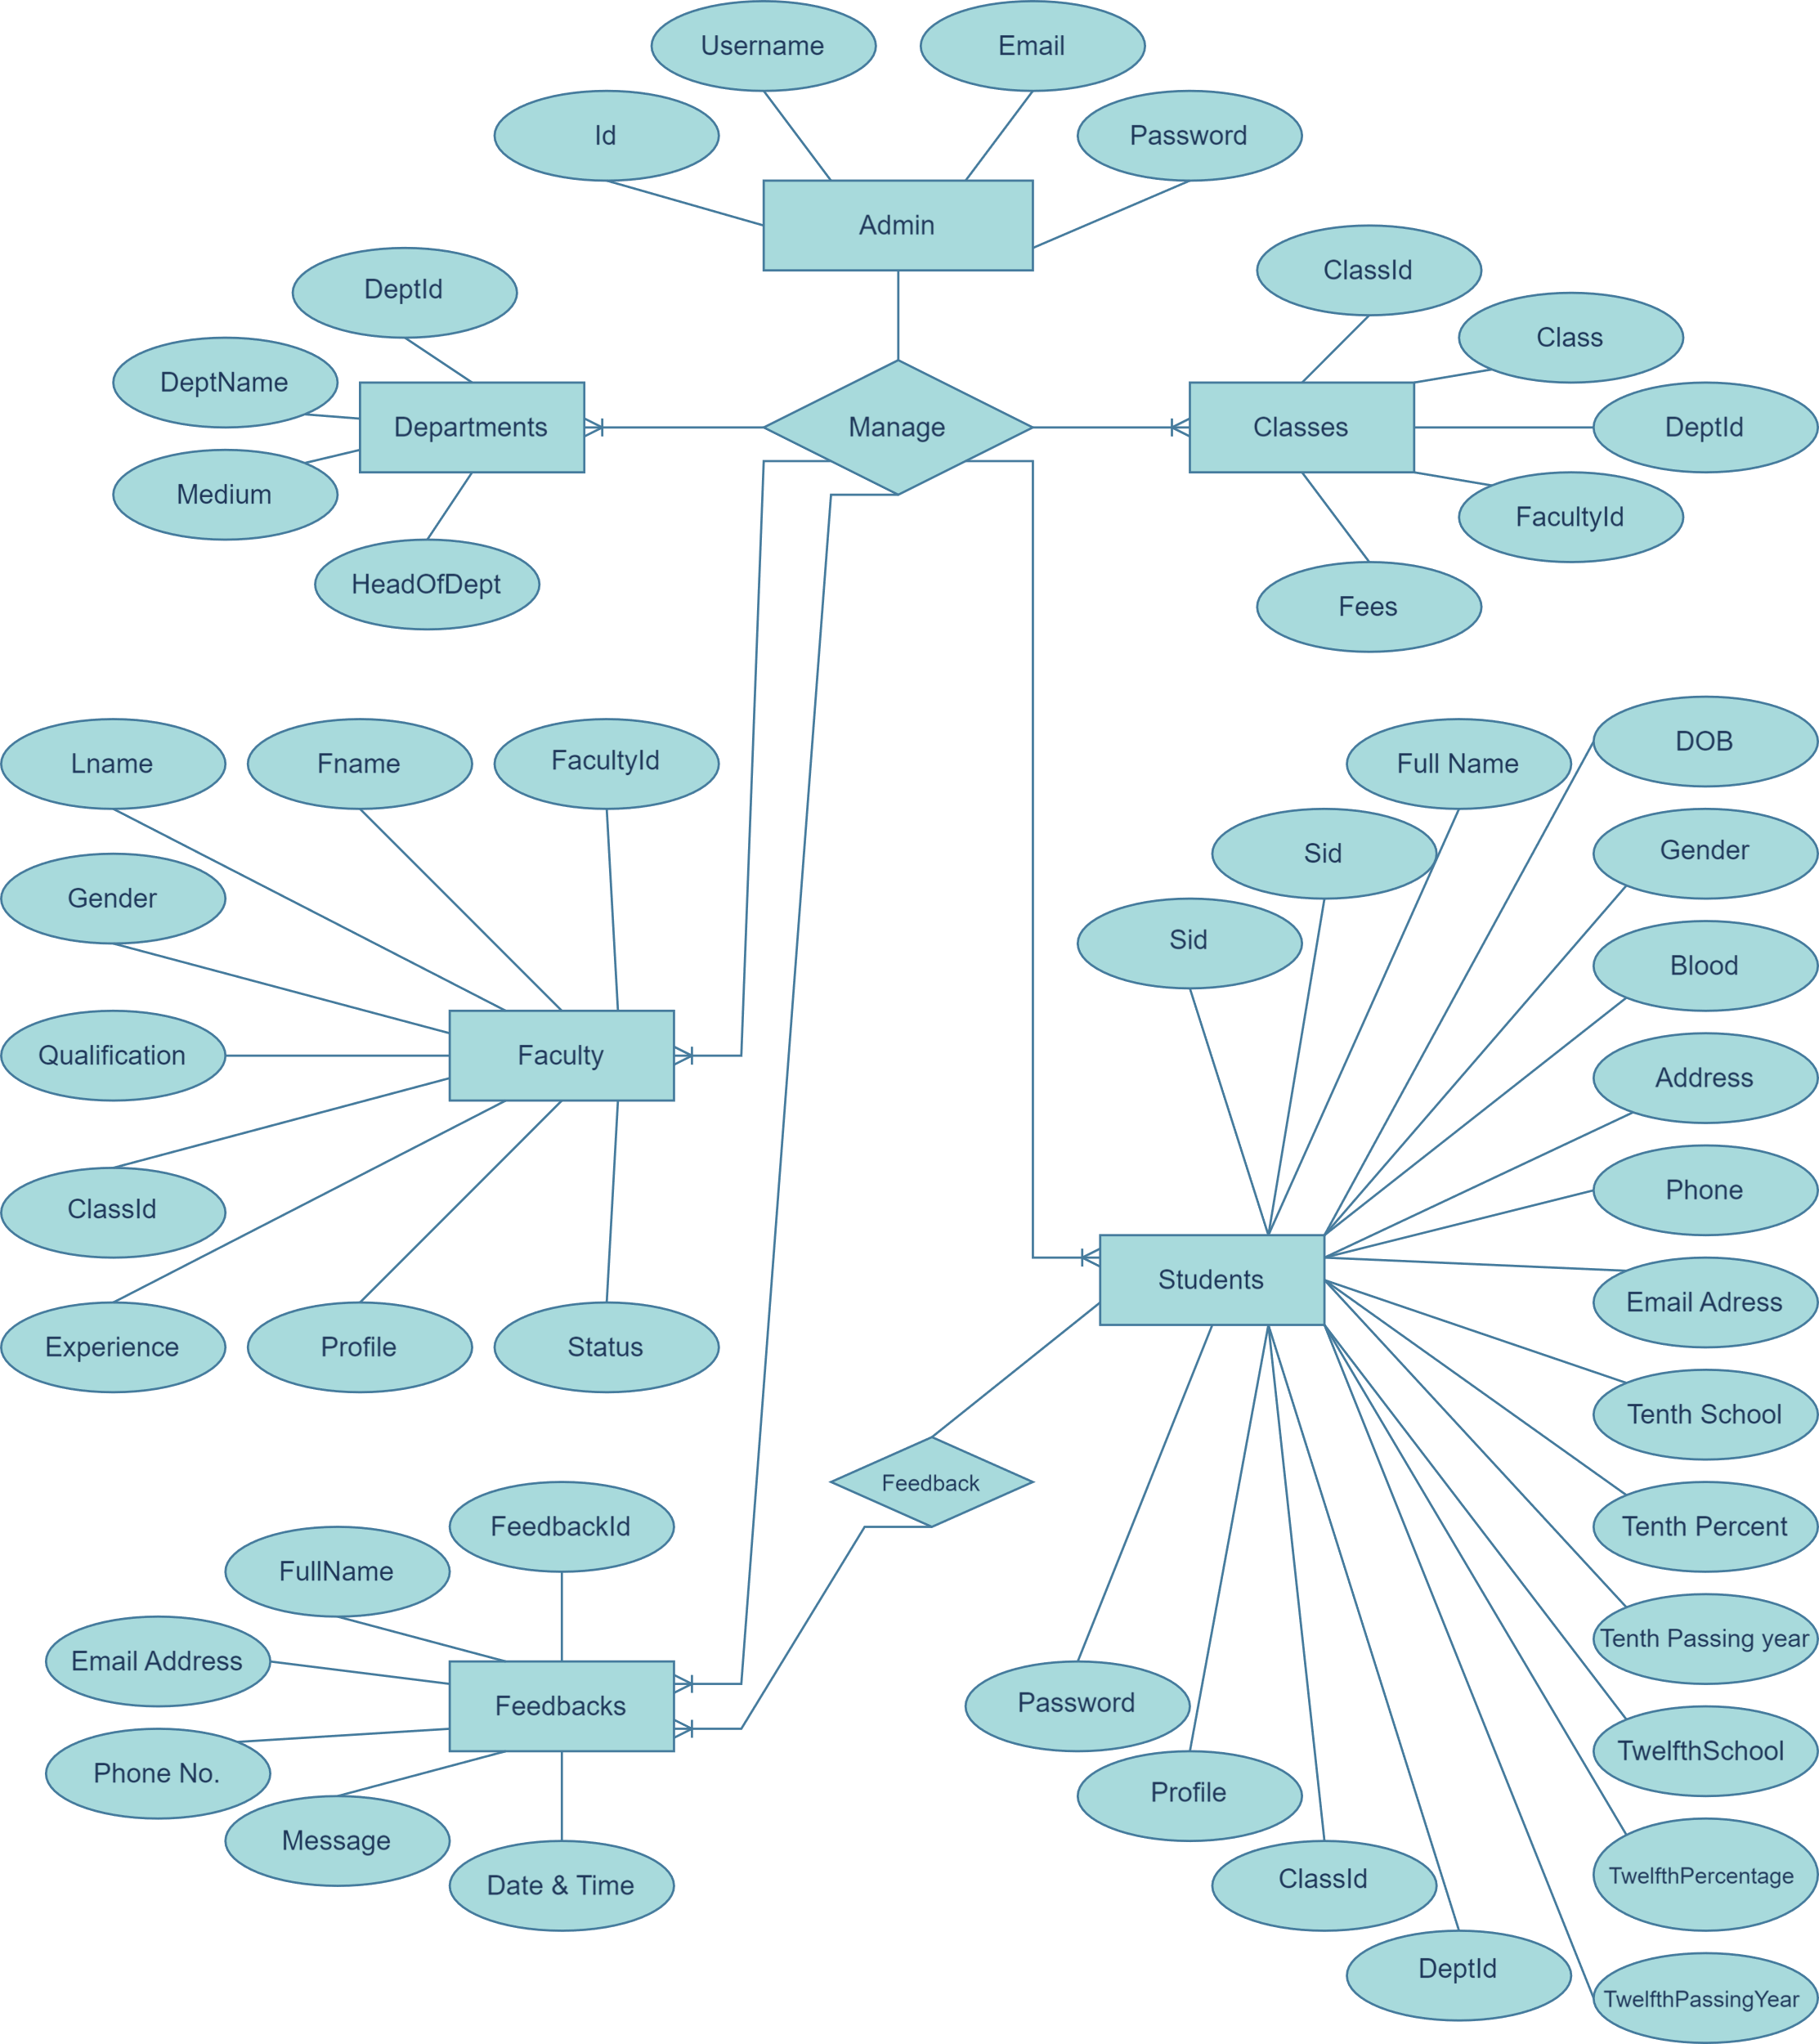 Username
Email
Id
Password
Admin
ClassId
DeptId
Class
DeptName
Departments
Manage
Classes
DeptId
Medium
FacultyId
HeadOfDept
Fees
DOB
Lname
Fname
FacultyId
Full Name
Sid
Gender
Gender
Sid
Blood
Qualification
Faculty
Address
Phone
ClassId
Students
Email Adress
Experience
Profile
Status
Tenth School
Feedback
FeedbackId
Tenth Percent
FullName
Tenth Passing year
Email Address
Feedbacks
Password
TwelfthSchool
Phone No.
Profile
Message
TwelfthPercentage
Date & Time
ClassId
DeptId
TwelfthPassingYear